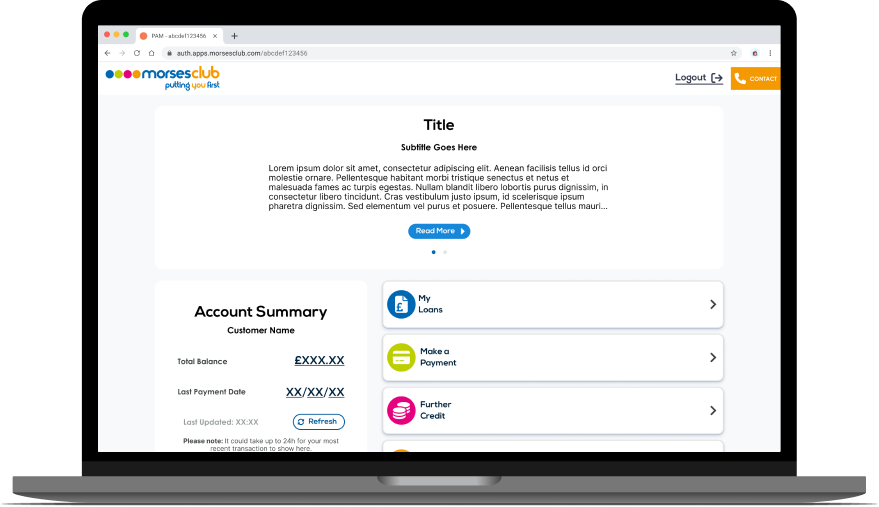 PAM - abcdef123456
auth.apps.morsesclub.com/abcdef123456
morsesclub
putting you first
Logout
CONTACT
Title
Subtitle Goes Here
Lorem ipsum dolor sit amet, consectetur adipiscing elit. Aenean facilisis tellus id orci
molestie ornare. Pellentesque habitant morbi tristique senectus et netus et
malesuada fames ac turpis egestas. Nullam blandit libero lobortis purus dignissim, in
consectetur libero tincidunt. Cras vestibulum justo ipsum, id scelerisque ipsum
pharetra dignissim. Sed elementum vel purus et posuere. Pellentesque tellus mauri...
Read More
Account Summary
Customer Name
Total Balance £XXX.XX
Last Payment Date XX/XX/XX
Last Updated: XX:XX Refresh
Please note: It could take up to 24h for your most
recent transaction to show here.
My
Loans
Make a
Payment
Further
Credit